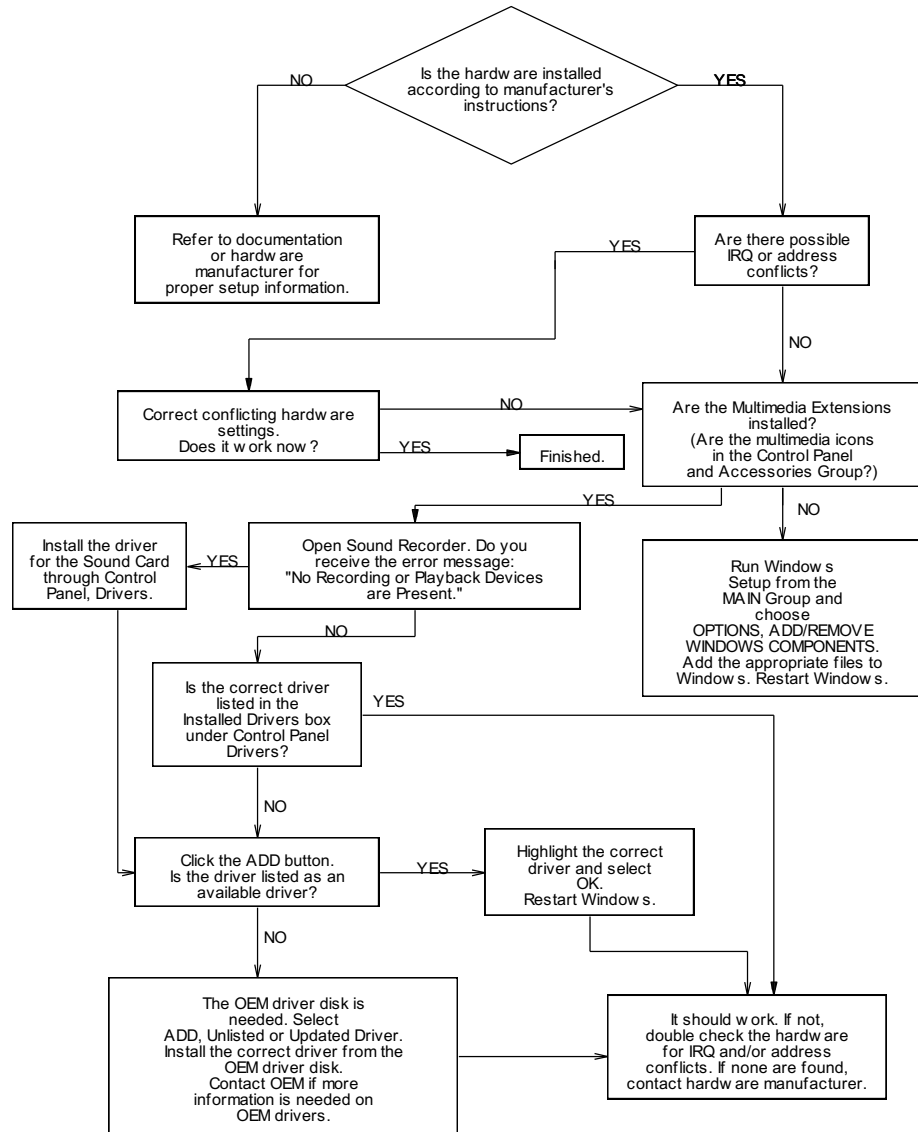 Is the hardware installed
according to manufacturer's
instructions?
NO
YES
Refer to documentation
or hardware
manufacturer for
proper setup information.
YES
Are there possible
IRQ or address
conflicts?
NO
Correct conflicting hardware
settings.
Does it work now?
NO
YES
Finished.
Are the Multimedia Extensions
installed?
(Are the multimedia icons
in the Control Panel
and Accessories Group?)
YES
NO
Install the driver
for the Sound Card
through Control
Panel, Drivers.
YES
Open Sound Recorder. Do you
receive the error message:
"No Recording or Playback Devices
are Present."
NO
Run Windows
Setup from the
MAIN Group and
choose
OPTIONS, ADD/REMOVE
WINDOWS COMPONENTS.
Add the appropriate files to
Windows. Restart Windows.
Is the correct driver
listed in the
Installed Drivers box
under Control Panel
Drivers?
YES
NO
Click the ADD button.
Is the driver listed as an
available driver?
YES
Highlight the correct
driver and select
OK.
Restart Windows.
NO
The OEM driver disk is
needed. Select
ADD, Unlisted or Updated Driver.
Install the correct driver from the
OEM driver disk.
Contact OEM if more
information is needed on
OEM drivers.
It should work. If not,
double check the hardware
for IRQ and/or address
conflicts. If none are found,
contact hardware manufacturer.